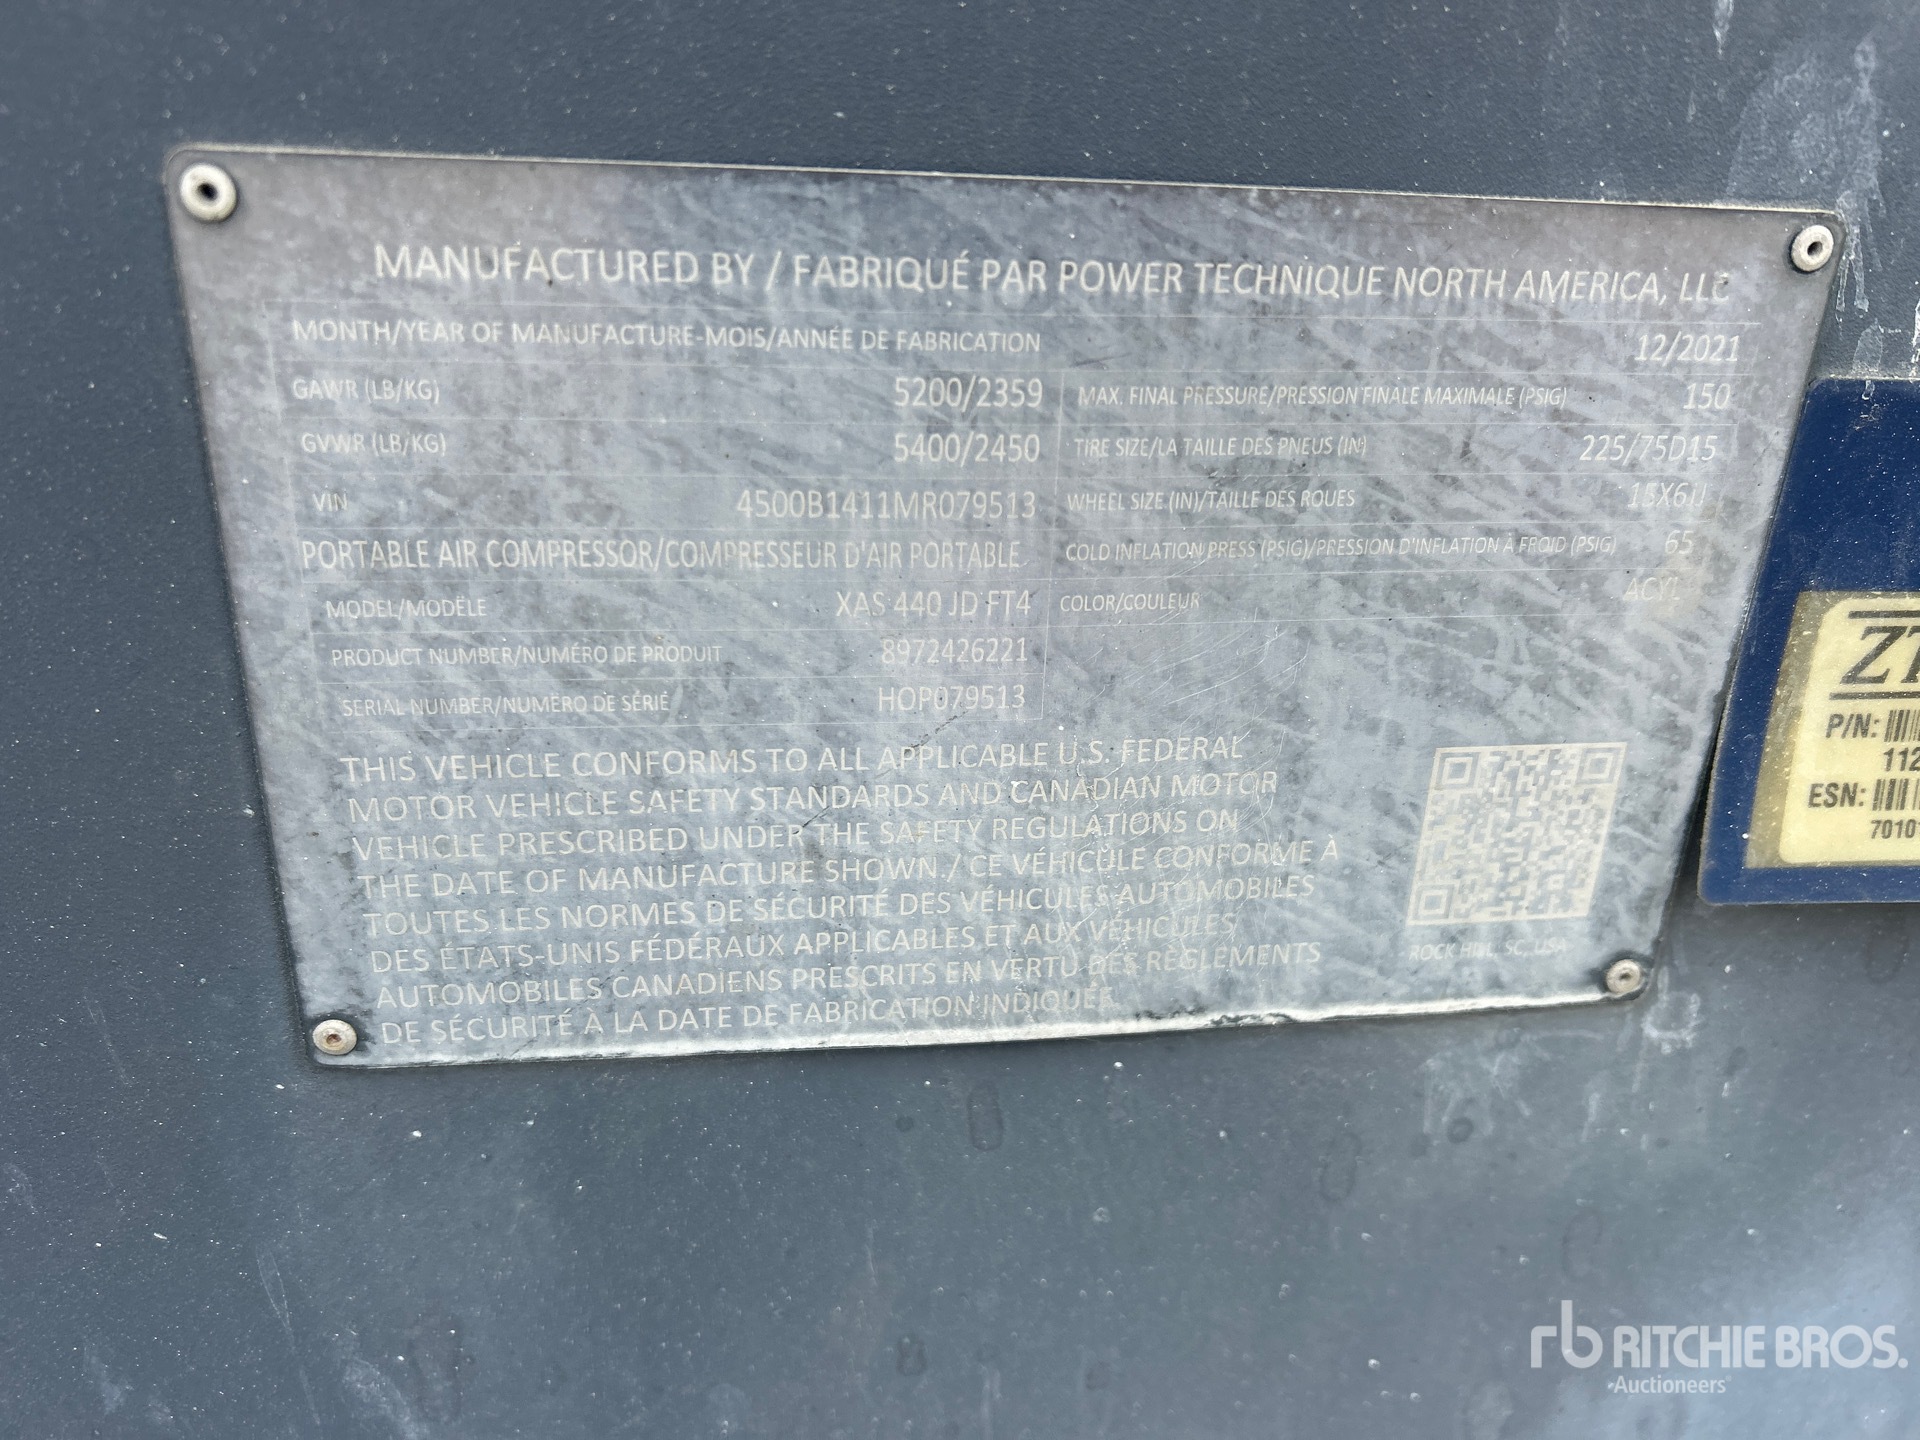 MANUFACTURED BY / FABRIQUÉ PAR POWER TECHNIQUE NORTH AMERICA, LLC
MONTH/YEAR OF MANUFACTURE-MOIS/ANNÉE DE FABRICATION 12/2021
GAWR (LB/KG) 5200/2359 MAX. FINAL PRESSURE/PRESSION FINALE MAXIMALE (PSIG) 150
GVWR (LB/KG) 5400/2450 TIRE SIZE/LA TAILLE DES PNEUS (IN) 225/75D15
VIN 4500B1411MR079513 WHEEL SIZE (IN)/TAILLE DES ROUES 15X6JJ
PORTABLE AIR COMPRESSOR/COMPRESSEUR D'AIR PORTABLE COLD INFLATION PRESS (PSIG)/PRESSION D'INFLATION À FROID (PSIG) 65
MODEL/MODÈLE XAS 440 JD FT4 COLOR/COULEUR ACYL
PRODUCT NUMBER/NUMÉRO DE PRODUIT 8972426221
SERIAL NUMBER/NUMÉRO DE SÉRIE HOP079513
THIS VEHICLE CONFORMS TO ALL APPLICABLE U.S. FEDERAL
MOTOR VEHICLE SAFETY STANDARDS AND CANADIAN MOTOR
VEHICLE PRESCRIBED UNDER THE SAFETY REGULATIONS ON
THE DATE OF MANUFACTURE SHOWN / CE VÉHICULE CONFORME À
TOUTES LES NORMES DE SÉCURITÉ DES VÉHICULES AUTOMOBILES
DES ÉTATS-UNIS FÉDÉRAUX APPLICABLES ET AUX VÉHICULES
AUTOMOBILES CANADIENS PRESCRITS EN VERTU DES RÉGLEMENTS
DE SÉCURITÉ À LA DATE DE FABRICATION INDIQUÉE
ROCK HILL, SC, USA
P/N:
112
ESN:
7010
rb RITCHIE BROS.
Auctioneers